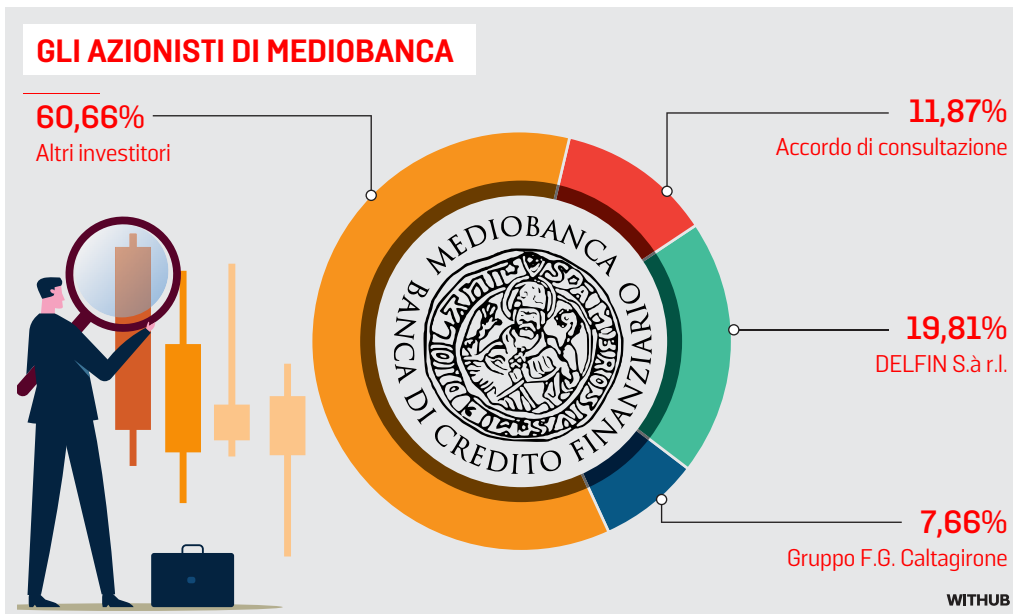 GLI AZIONISTI DI MEDIOBANCA
60,66%
Altri investitori
11,87%
Accordo di consultazione
19,81%
DELFIN S.à r.l.
7,66%
Gruppo F.G. Caltagirone
MEDIOBANCA
BANCA DI CREDITO FINANZIARIO
WITHUB